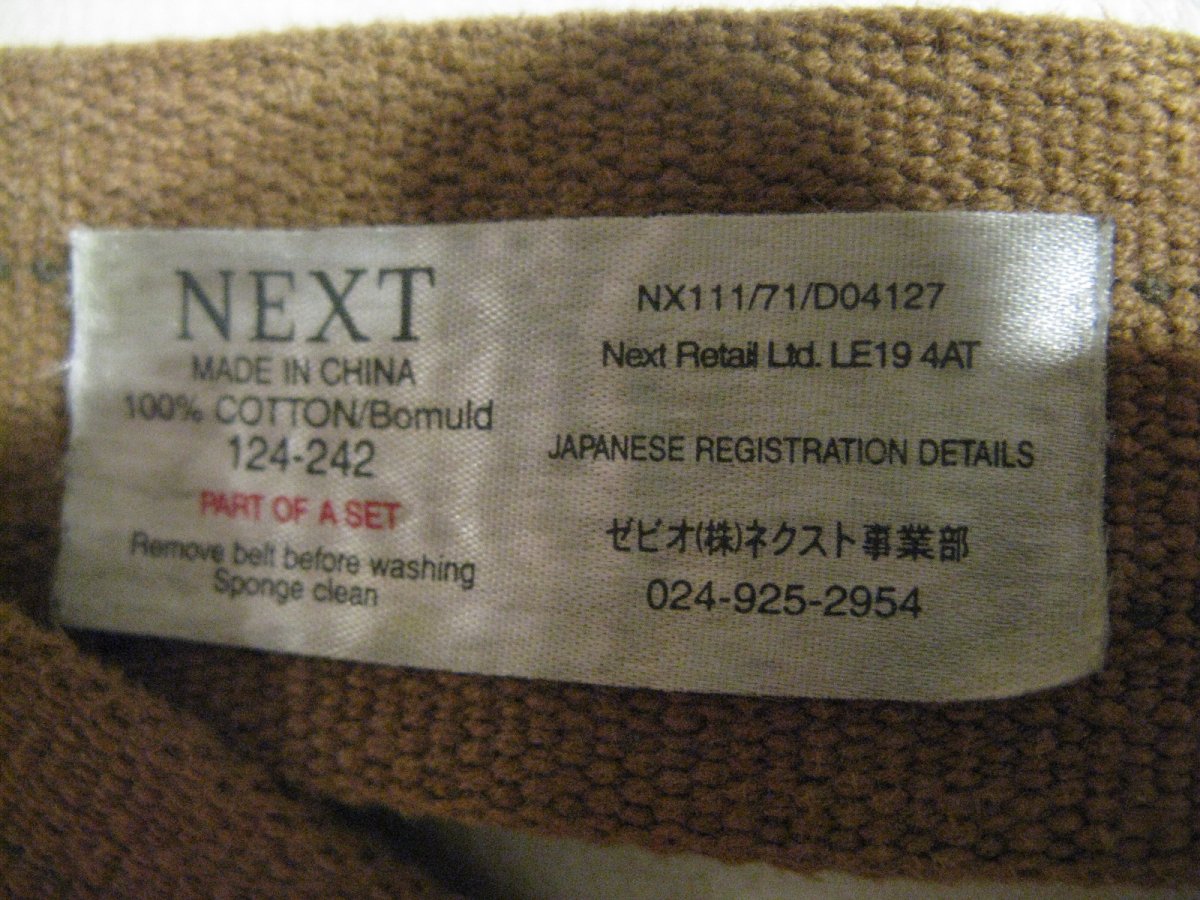 NEXT
MADE IN CHINA
100% COTTON/Bomuld
124-242
PART OF A SET
Remove belt before washing
Sponge clean
NX111/71/D04127
Next Retail Ltd. LE19 4AT
JAPANESE REGISTRATION DETAILS
ゼビオ(株)ネクスト事業部
024-925-2954